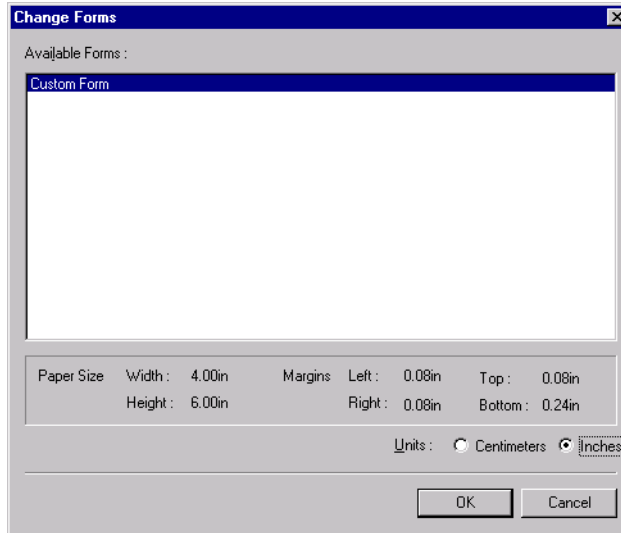 Change Forms
Available Forms :
Custom Form
Paper Size Width : 4.00in Margins Left : 0.08in Top : 0.08in
Height : 6.00in Right : 0.08in Bottom : 0.24in
Units : Centimeters Inches
OK Cancel